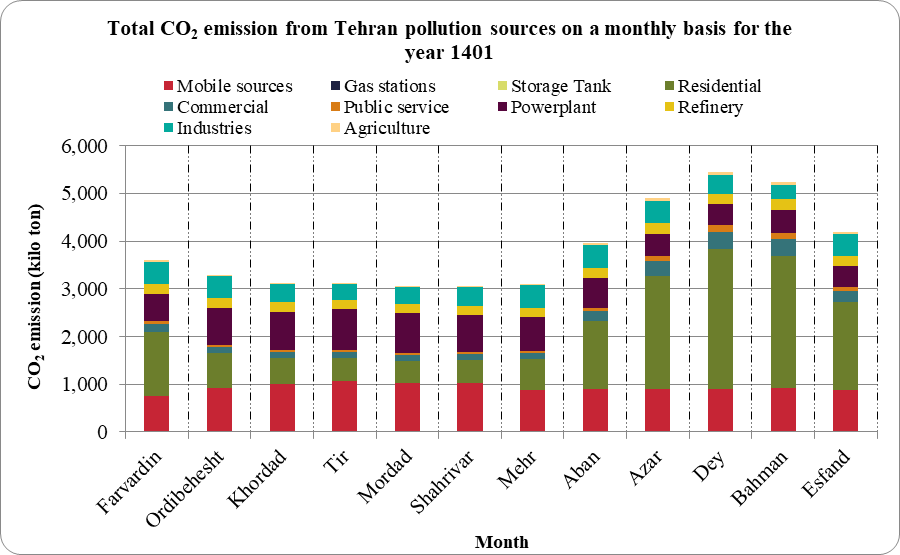 Total CO₂ emission from Tehran pollution sources on a monthly basis for the
year 1401
Mobile sources Gas stations Storage Tank Residential
Commercial Public service Powerplant Refinery
Industries Agriculture
6,000
5,000
4,000
3,000
2,000
1,000
0
CO₂ emission (kilo ton)
Farvardin
Ordibehesht
Khordad
Tir
Mordad
Shahrivar
Mehr
Aban
Azar
Dey
Bahman
Esfand
Month